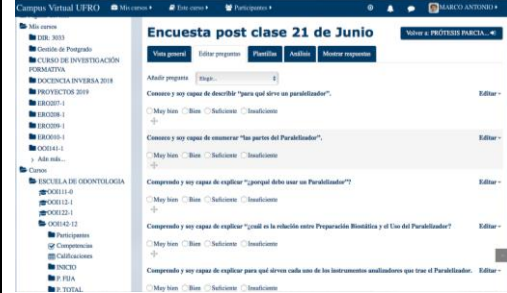 Campus Virtual UFRO
Mis cursos
Este curso
Participantes
MARCO ANTONIO
Mis cursos
DIR: 3033
Gestión de Postgrado
CURSO DE INVESTIGACIÓN
FORMATIVA
DOCENCIA INVERSA 2018
PROYECTOS 2019
ERO207-1
ERO208-1
ERO209-1
ERO010-1
OOI141-1
Aún más...
Cursos
ESCUELA DE ODONTOLOGIA
OOI111-0
OOI112-1
OOI122-1
OOI142-12
Participantes
Competencias
Calificaciones
INICIO
P. FIJA
P. TOTAL
Encuesta post clase 21 de Junio
Volver a: PRÓTESIS PARCIA...
Vista general
Editar preguntas
Plantillas
Análisis
Mostrar respuestas
Añadir pregunta
Elegir...
Conozco y soy capaz de describir "para qué sirve un paralelizador".
Editar
Muy bien Bien Suficiente Insuficiente
Conozco y soy capaz de enumerar "las partes del Paralelizador".
Editar
Muy bien Bien Suficiente Insuficiente
Comprendo y soy capaz de explicar "¿porqué debo usar un Paralelizador"?
Editar
Muy bien Bien Suficiente Insuficiente
Comprendo y soy capaz de explicar "¿cuál es la relación entre Preparación Biostática y el Uso del Paralelizador?
Editar
Muy bien Bien Suficiente Insuficiente
Comprendo y soy capaz de explicar para qué sirven cada uno de los instrumentos analizadores que trae el Paralelizador.
Editar
Muy bien Bien Suficiente Insuficiente